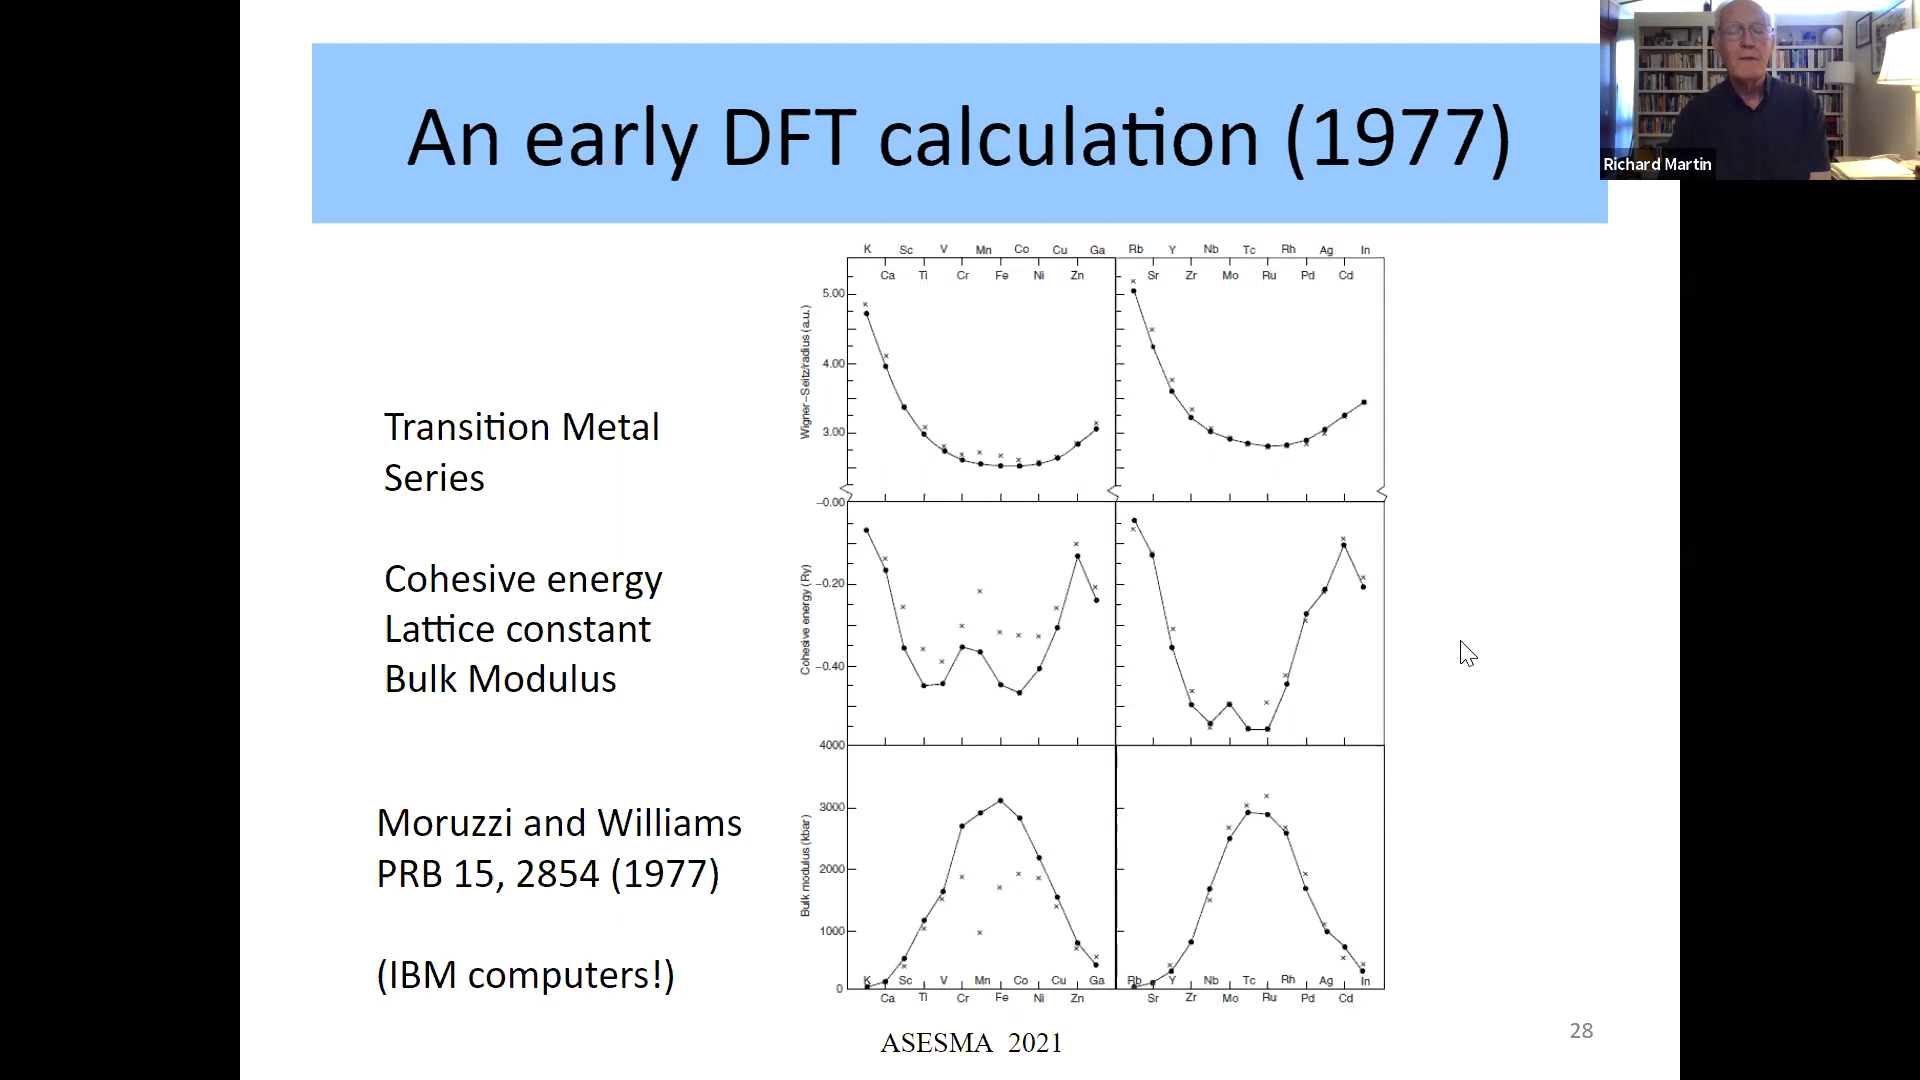 An early DFT calculation (1977)
Richard Martin
Transition Metal
Series
Cohesive energy
Lattice constant
Bulk Modulus
Moruzzi and Williams
PRB 15, 2854 (1977)
(IBM computers!)
K Sc V Mn Co Cu Ga Rb Y Nb Tc Rh Ag In
Ca Ti Cr Fe Ni Zn Sr Zr Mo Ru Pd Cd
Wigner–Seitz/radius (a.u.)
5.00
4.00
3.00
Cohesive energy (Ry)
–0.00
–0.20
–0.40
Bulk modulus (kbar)
4000
3000
2000
1000
0
K Sc V Mn Co Cu Ga Rb Y Nb Tc Rh Ag In
Ca Ti Cr Fe Ni Zn Sr Zr Mo Ru Pd Cd
ASESMA 2021
28